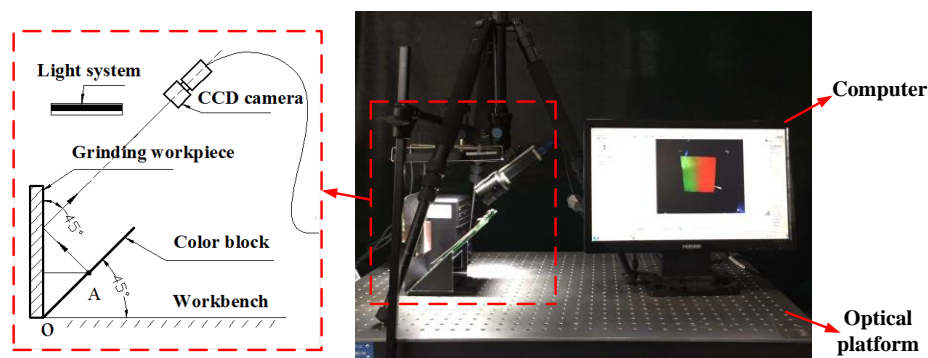 Light system
CCD camera
Grinding workpiece
45°
Color block
A
45°
Workbench
O
Computer
Optical
platform